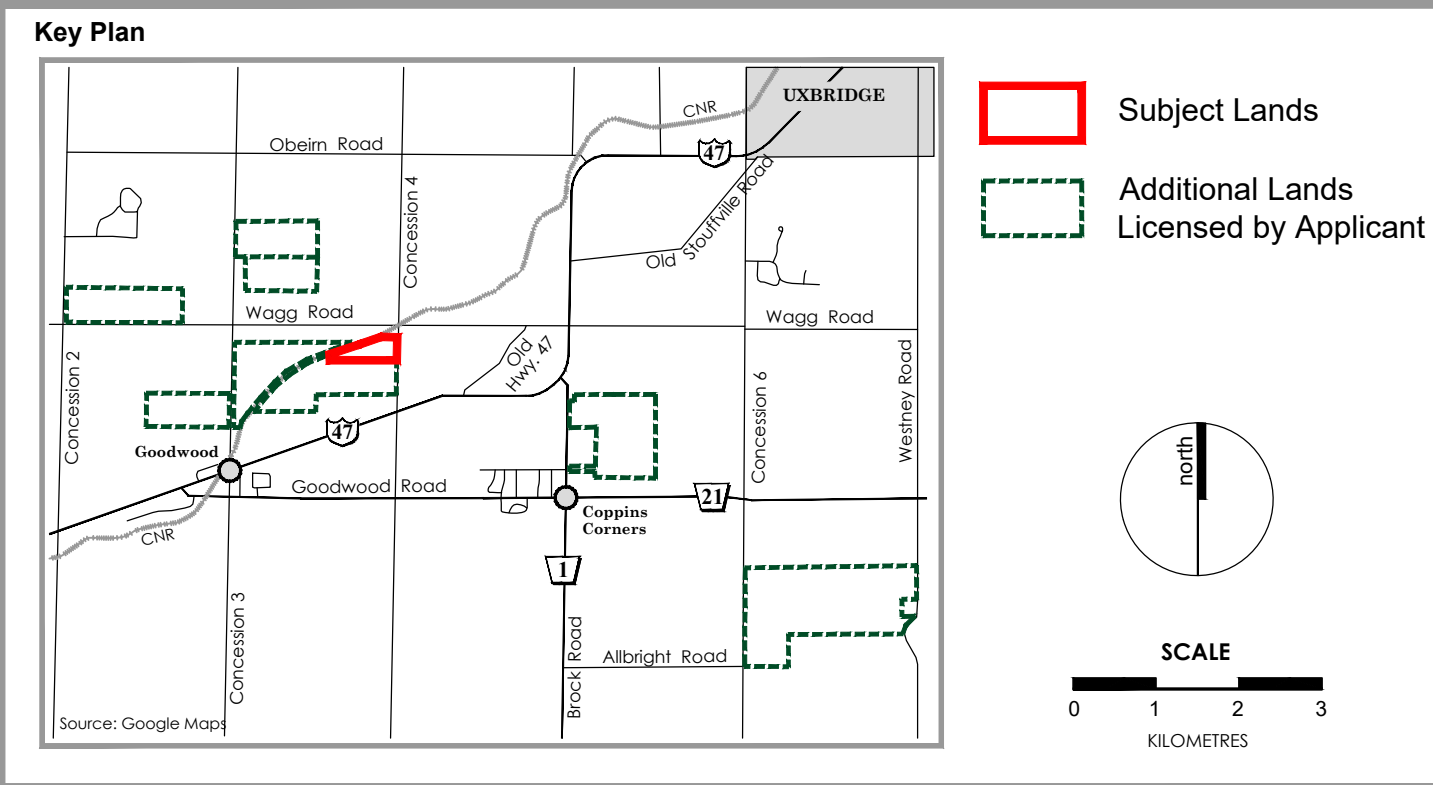 Key Plan
UXBRIDGE
CNR
47
Obeirn Road
Concession 4
Old Stouffville Road
Wagg Road
Wagg Road
Old
Hwy. 47
Concession 2
Concession 6
Westney Road
47
Goodwood
Goodwood Road
21
Coppins
Corners
CNR
1
Concession 3
Brock Road
Allbright Road
Source: Google Maps
Subject Lands
Additional Lands
Licensed by Applicant
north
SCALE
0 1 2 3
KILOMETRES